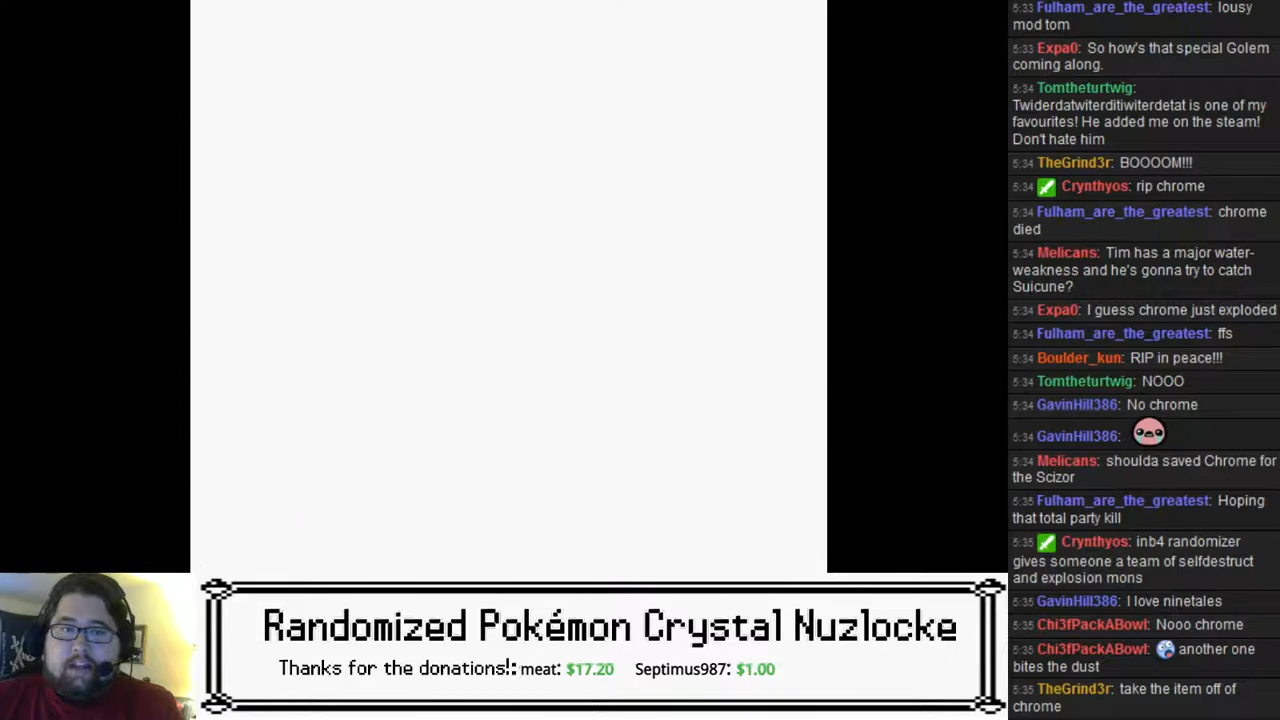 5:33 Fulham_are_the_greatest: lousy
mod tom
5:33 Expa0: So how's that special Golem
coming along.
5:34 Tomtheturtwig:
Twiderdatwiterditiwiterdetat is one of my
favourites! He added me on the steam!
Don't hate him
5:34 TheGrind3r: BOOOOM!!!
5:34 Crynthyos: rip chrome
5:34 Fulham_are_the_greatest: chrome
died
5:34 Melicans: Tim has a major water-
weakness and he's gonna try to catch
Suicune?
5:34 Expa0: I guess chrome just exploded
5:34 Fulham_are_the_greatest: ffs
5:34 Boulder_kun: RIP in peace!!!
5:34 Tomtheturtwig: NOOO
5:34 GavinHill386: No chrome
5:34 GavinHill386:
5:34 Melicans: shoulda saved Chrome for
the Scizor
5:35 Fulham_are_the_greatest: Hoping
that total party kill
5:35 Crynthyos: inb4 randomizer
gives someone a team of selfdestruct
and explosion mons
5:35 GavinHill386: I love ninetales
5:35 Chi3fPackABowl: Nooo chrome
5:35 Chi3fPackABowl: another one
bites the dust
5:35 TheGrind3r: take the item off of
chrome
Randomized Pokémon Crystal Nuzlocke
Thanks for the donations!: meat: $17.20 Septimus987: $1.00